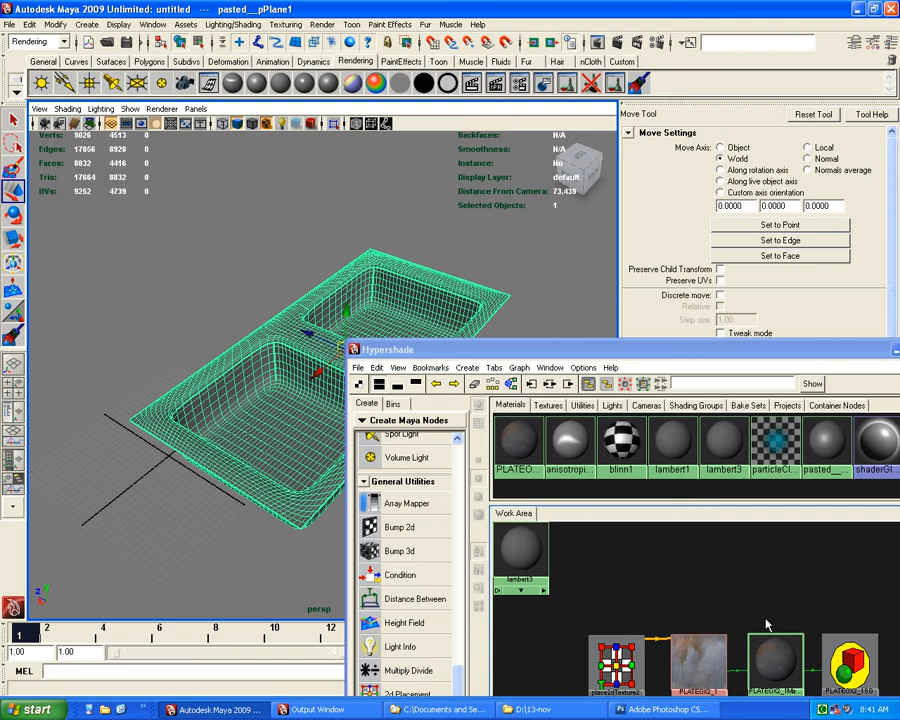 Autodesk Maya 2009 Unlimited: untitled --- pasted__pPlane1
File Edit Modify Create Display Window Assets Lighting/Shading Texturing Render Toon Paint Effects Fur Muscle Help
Rendering
General Curves Surfaces Polygons Subdivs Deformation Animation Dynamics Rendering PaintEffects Toon Muscle Fluids Fur Hair nCloth Custom
View Shading Lighting Show Renderer Panels
Verts: 9026 4513 0
Edges: 17856 8928 0
Faces: 8832 4416 0
Tris: 17664 8832 0
UVs: 9252 4739 0
Backfaces: N/A
Smoothness: N/A
Instance: No
Display Layer: default
Distance From Camera: 73.439
Selected Objects: 1
persp
Move Tool Reset Tool Tool Help
Move Settings
Move Axis: Object Local
World Normal
Along rotation axis Normals average
Along live object axis
Custom axis orientation
0.0000 0.0000 0.0000
Set to Point
Set to Edge
Set to Face
Preserve Child Transform
Preserve UVs
Discrete move:
Relative:
Step size: 1.00
Tweak mode
Hypershade
File Edit View Bookmarks Create Tabs Graph Window Options Help
Show
Create Bins
Create Maya Nodes
Spot Light
Volume Light
General Utilities
Array Mapper
Bump 2d
Bump 3d
Condition
Distance Between
Height Field
Light Info
Multiply Divide
2d Placement
Materials Textures Utilities Lights Cameras Shading Groups Bake Sets Projects Container Nodes
PLATEO... anisotropi... blinn1 lambert1 lambert3 particleCl... pasted__... shaderGl...
Work Area
lambert3
place2dTexture2 PLATEOX2_1 PLATEOX2_1Ma PLATEOX2_1SG
1 2 4 6 8 10 12
1.00 1.00 1
MEL
start Autodesk Maya 2009 ... Output Window C:\Documents and Se... D:\13-nov Adobe Photoshop CS... 8:41 AM